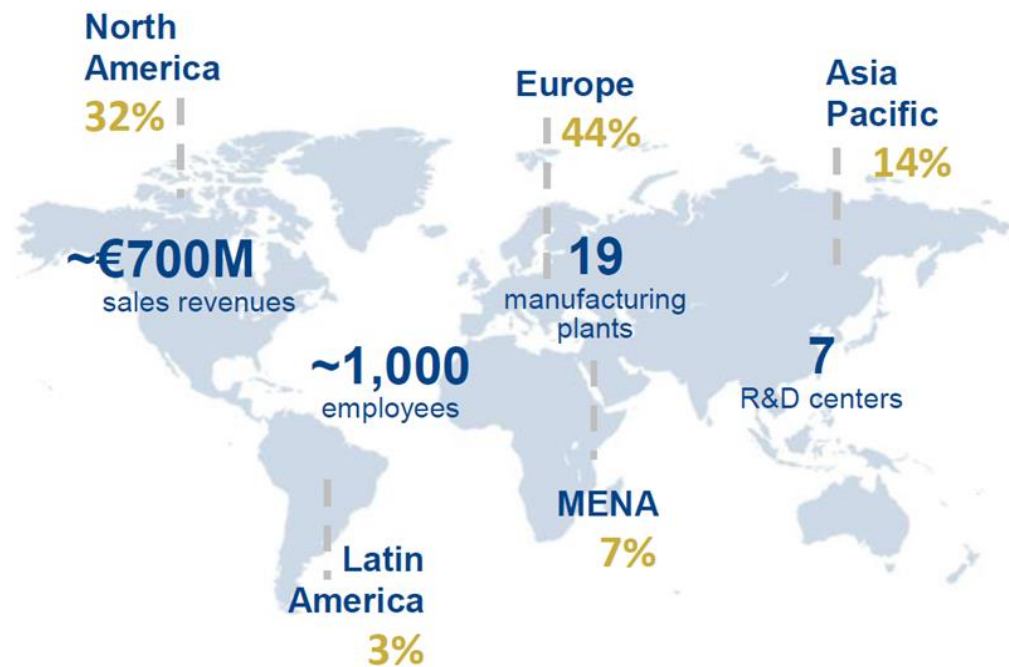 North
America
32%
Europe
44%
Asia
Pacific
14%
~€700M
sales revenues
19
manufacturing
plants
~1,000
employees
7
R&D centers
MENA
7%
Latin
America
3%